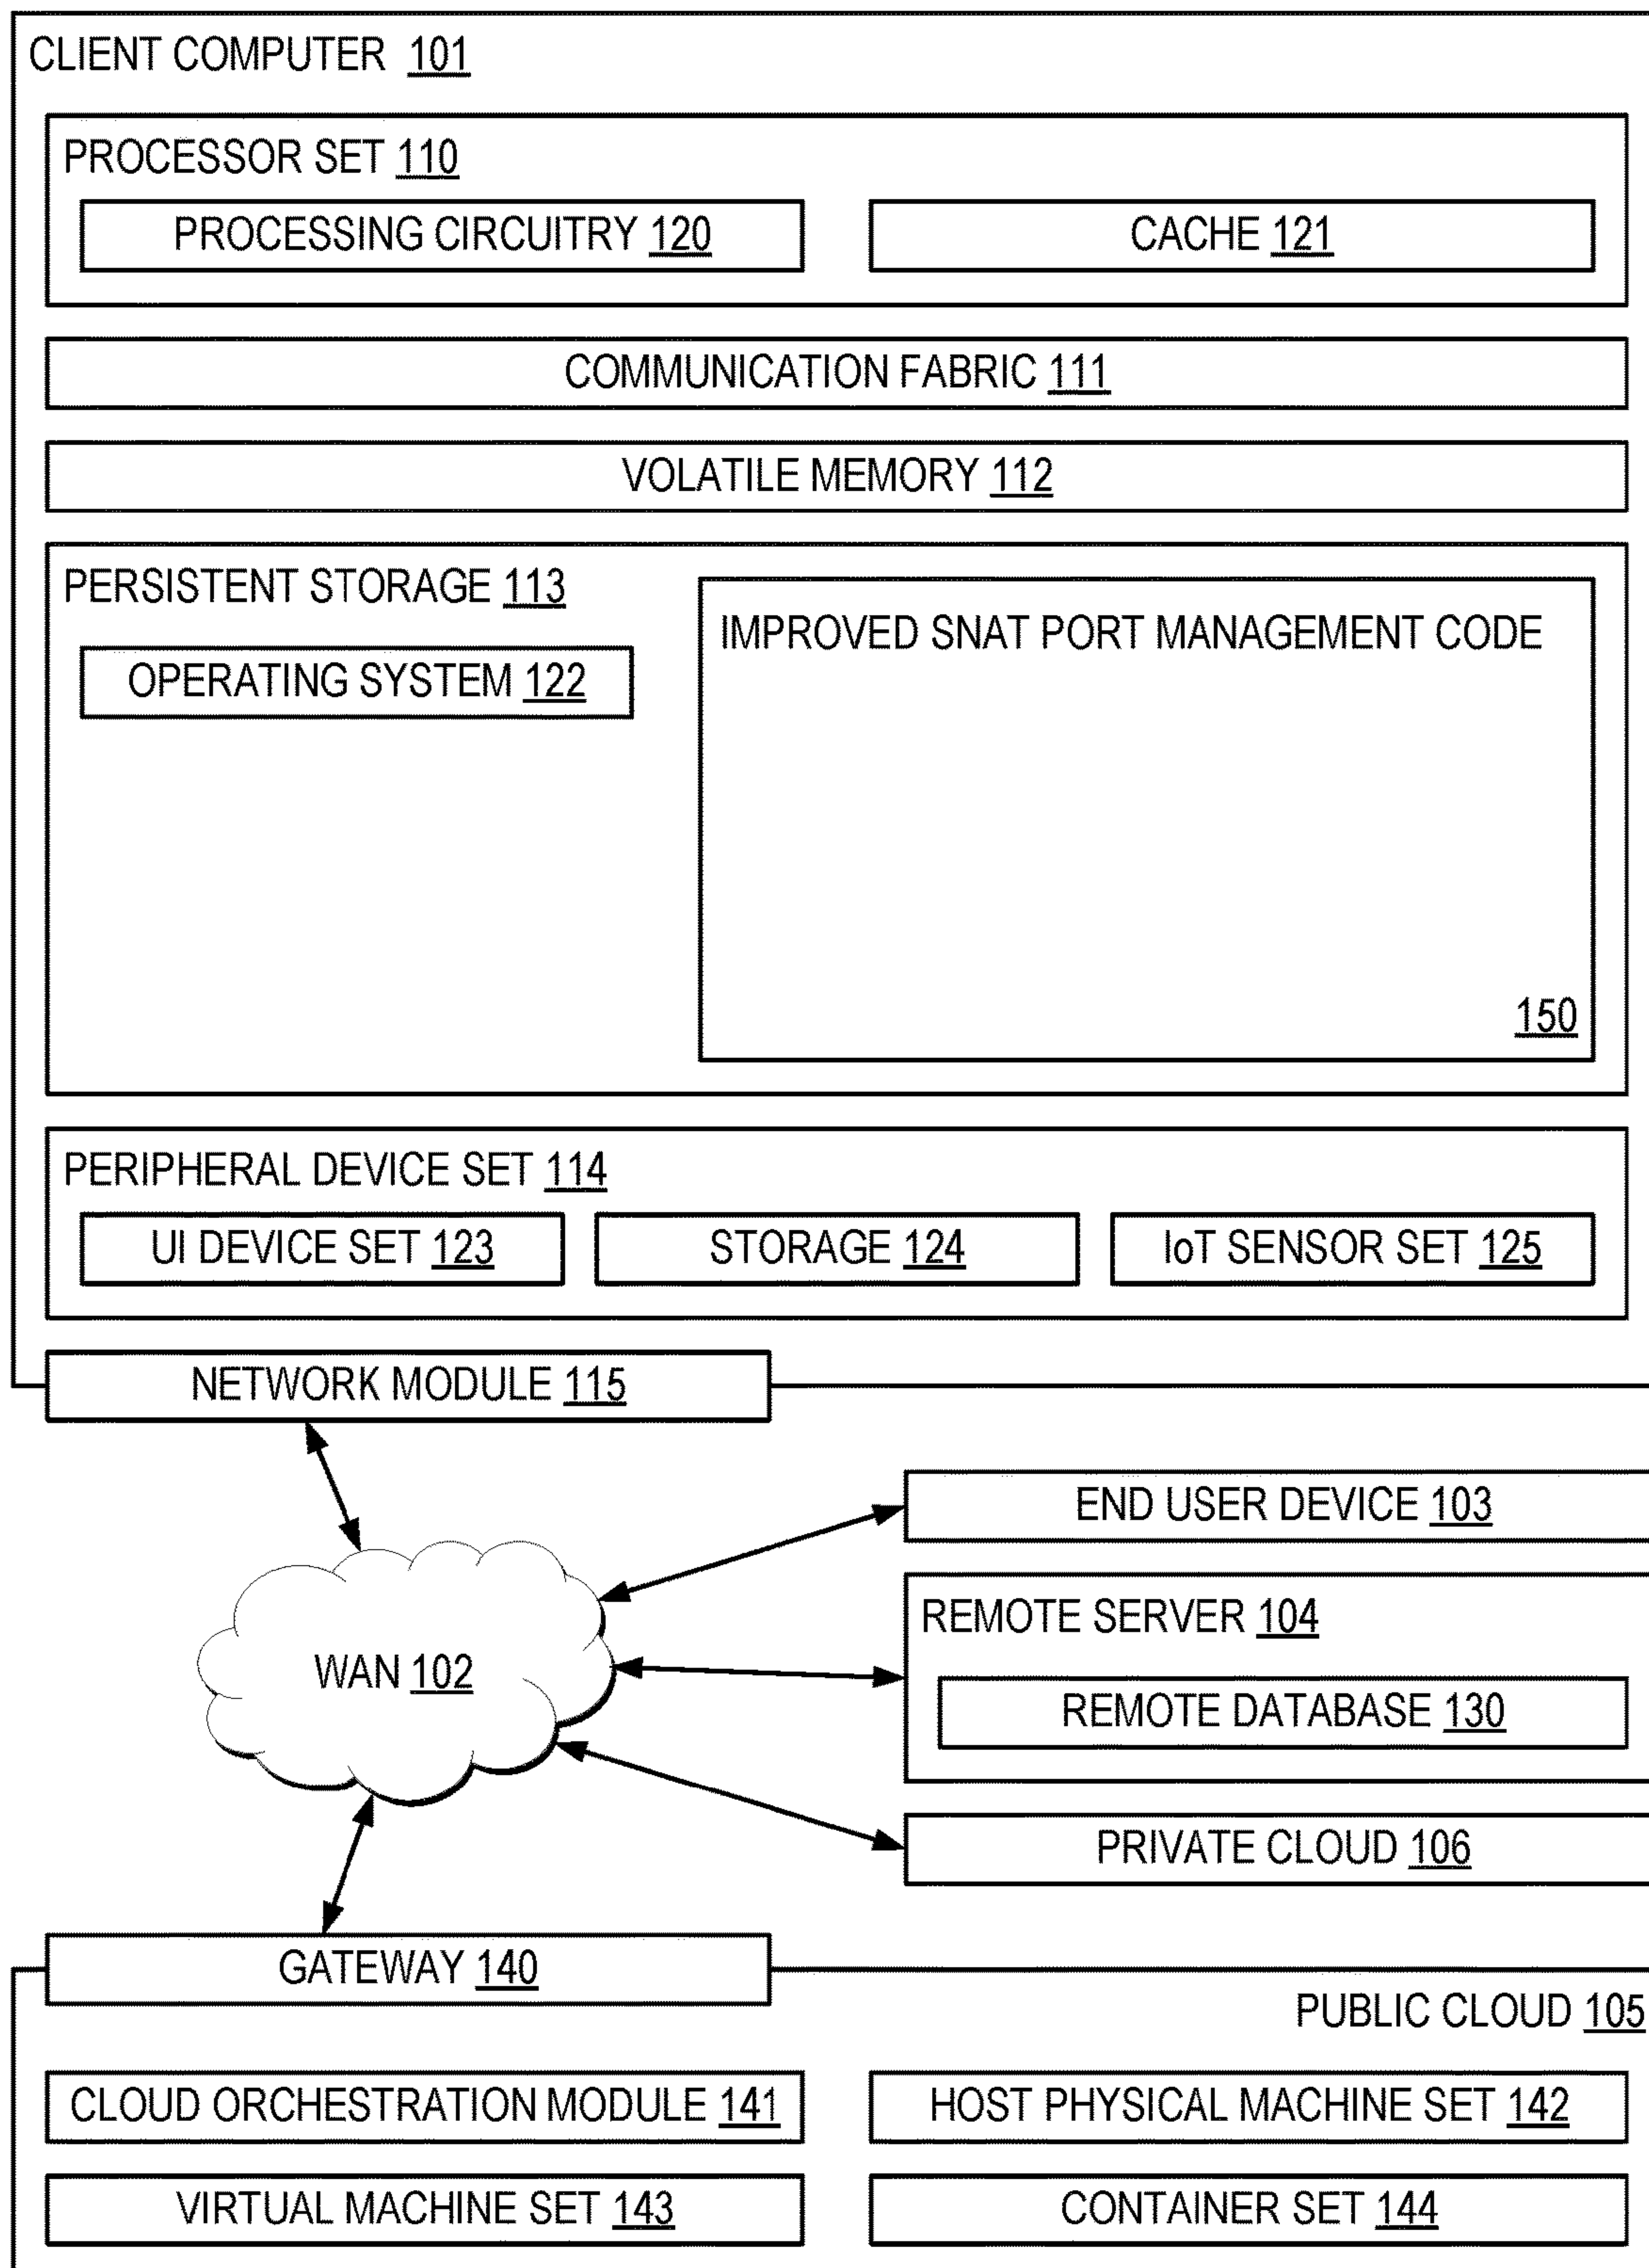 CLIENT COMPUTER 101
PROCESSOR SET 110
PROCESSING CIRCUITRY 120
CACHE 121
COMMUNICATION FABRIC 111
VOLATILE MEMORY 112
PERSISTENT STORAGE 113
OPERATING SYSTEM 122
IMPROVED SNAT PORT MANAGEMENT CODE
150
PERIPHERAL DEVICE SET 114
UI DEVICE SET 123
STORAGE 124
IoT SENSOR SET 125
NETWORK MODULE 115
WAN 102
END USER DEVICE 103
REMOTE SERVER 104
REMOTE DATABASE 130
PRIVATE CLOUD 106
GATEWAY 140
PUBLIC CLOUD 105
CLOUD ORCHESTRATION MODULE 141
HOST PHYSICAL MACHINE SET 142
VIRTUAL MACHINE SET 143
CONTAINER SET 144